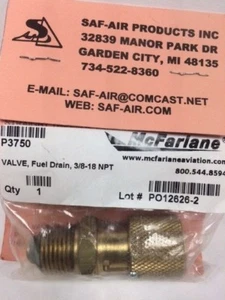 SAF-AIR PRODUCTS INC
32839 MANOR PARK DR
GARDEN CITY, MI 48135
734-522-8360
E-MAIL: SAF-AIR@COMCAST.NET
WEB: SAF-AIR.COM
P3750
McFarlane
VALVE, Fuel Drain, 3/8-18 NPT
www.mcfarlaneaviation.com
800.544.8594
Qty 1
Lot # PO12626-2